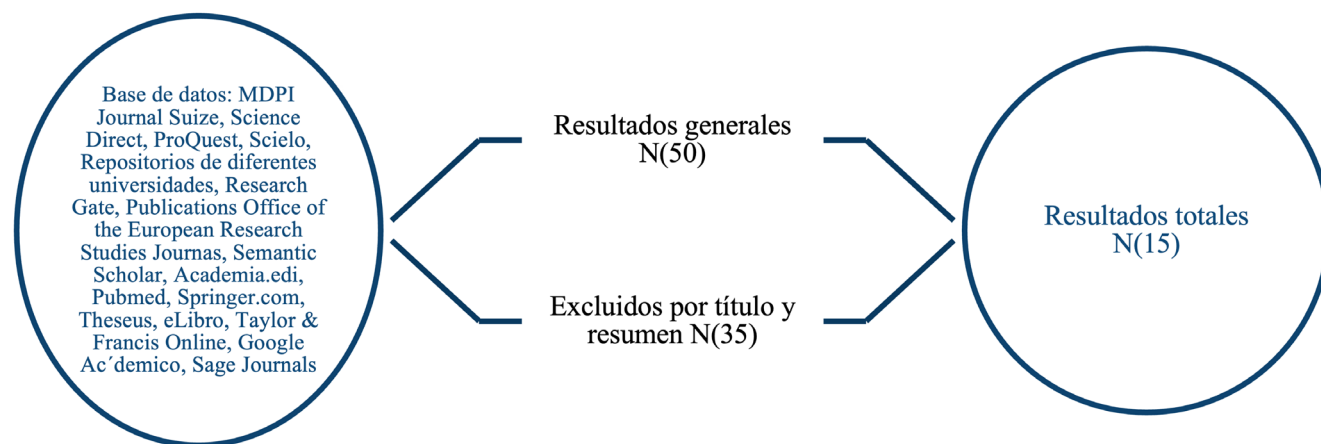 Base de datos: MDPI
Journal Suize, Science
Direct, ProQuest, Scielo,
Repositorios de diferentes
universidades, Research
Gate, Publications Office of
the European Research
Studies Journas, Semantic
Scholar, Academia.edi,
Pubmed, Springer.com,
Theseus, eLibro, Taylor &
Francis Online, Google
Ac´demico, Sage Journals
Resultados generales
N(50)
Excluidos por título y
resumen N(35)
Resultados totales
N(15)